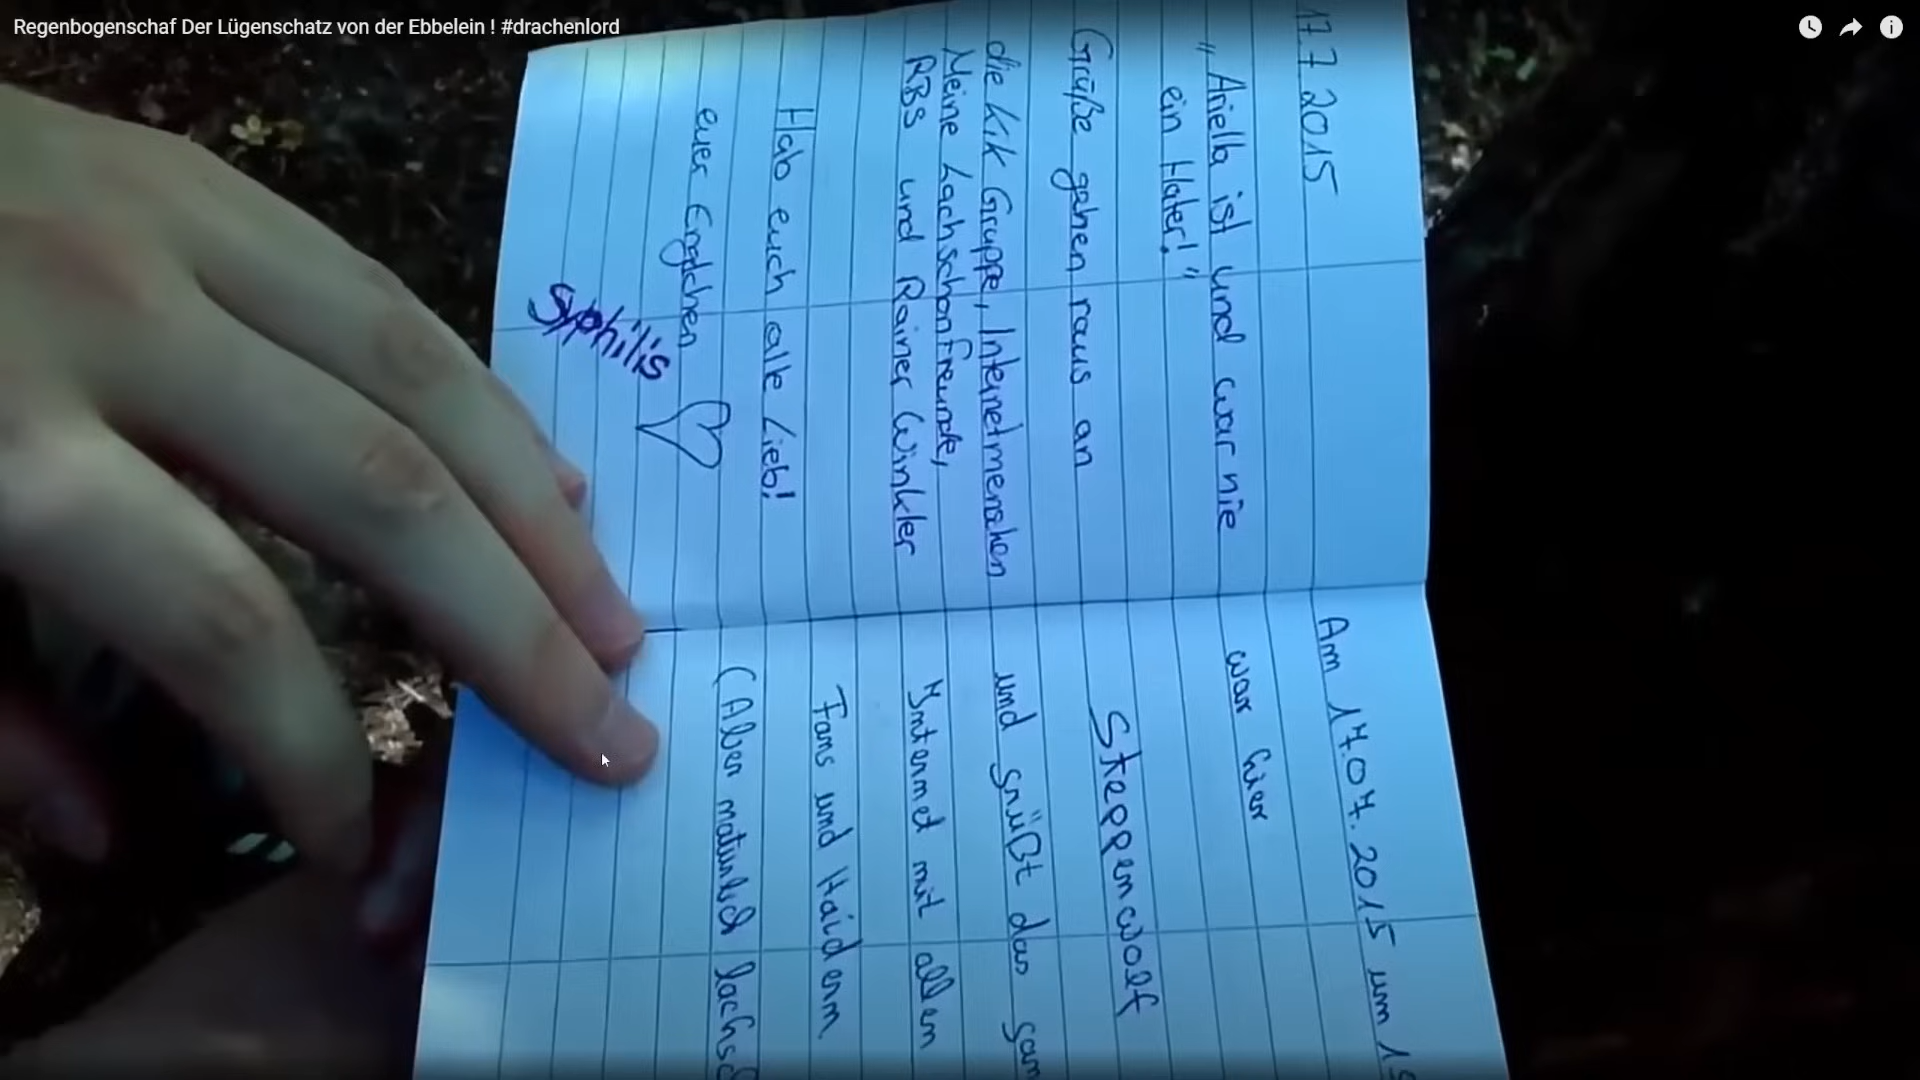 Regenbogenschaf Der Lügenschatz von der Ebbelein ! #drachenlord
17.7.2015
"Ariella ist und war nie
ein Hater!"
Grüße gehen raus an
die Kik Gruppe, Internetmenschen
Meine Lachschonfreunde,
RBS und Rainer Winkler
Hab euch alle Lieb!
euer Engelchen
Syphilis
Am 17.07.2015 um 19
war hier
Steppenwolf
und grüßt das gan
Internet mit allen
Fans und Haidern
(Aber natürlich lachsc